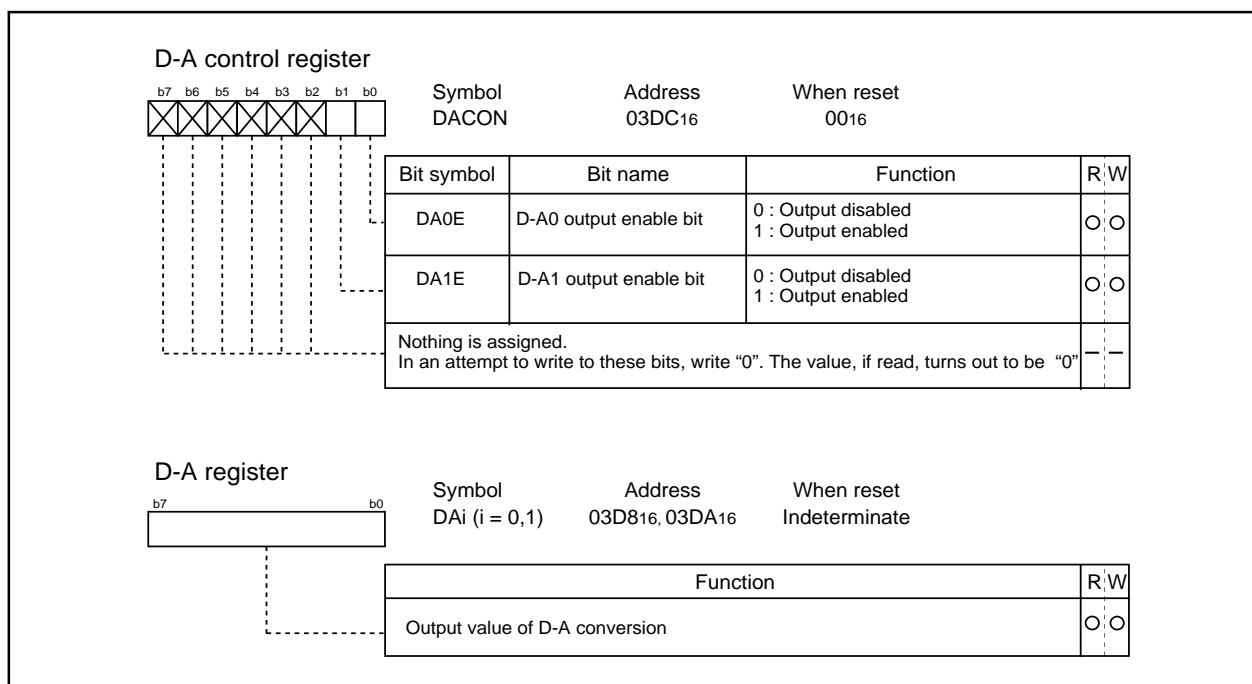 D-A control register
b7 b6 b5 b4 b3 b2 b1 b0
Symbol Address When reset
DACON 03DC16 0016
Bit symbol Bit name Function R W
DA0E D-A0 output enable bit 0 : Output disabled
1 : Output enabled
DA1E D-A1 output enable bit 0 : Output disabled
1 : Output enabled
Nothing is assigned.
In an attempt to write to these bits, write “0”. The value, if read, turns out to be “0”
D-A register
b7 b0
Symbol Address When reset
DAi (i = 0,1) 03D816, 03DA16 Indeterminate
Function R W
Output value of D-A conversion